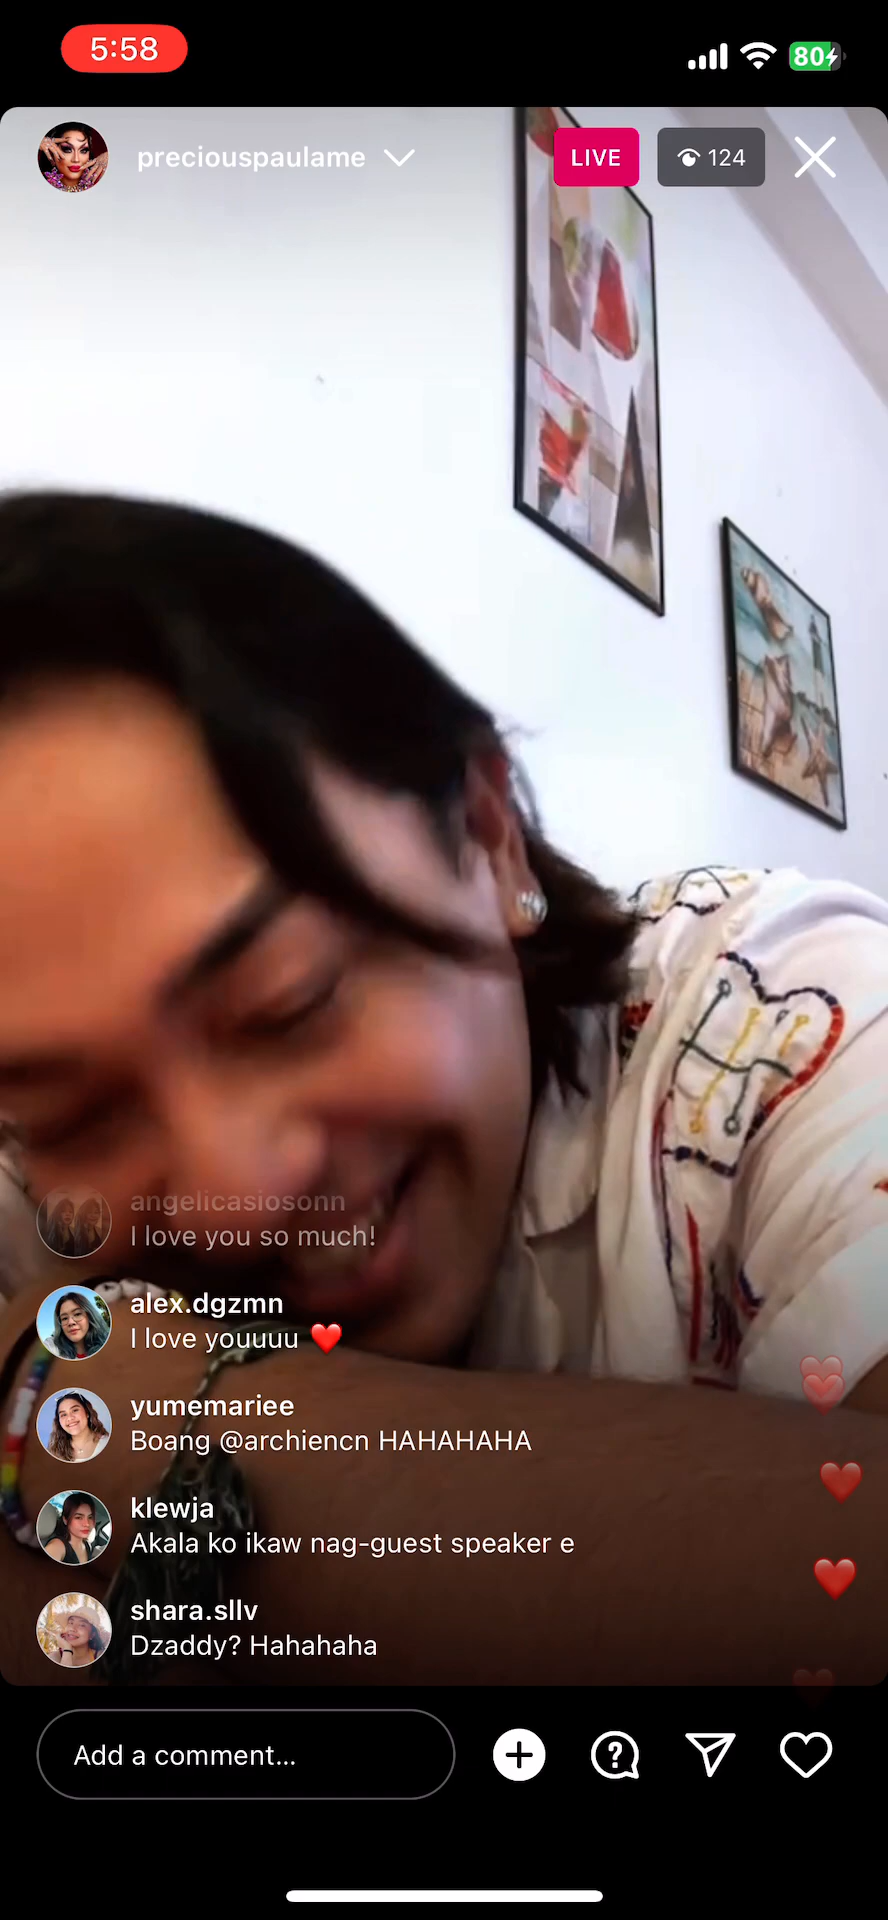 5:58
80
preciouspaulame
LIVE
124
angelicasiosonn
I love you so much!
alex.dgzmn
I love youuuu ❤️
yumemariee
Boang @archiencn HAHAHAHA
klewja
Akala ko ikaw nag-guest speaker e
shara.sllv
Dzaddy? Hahahaha
Add a comment...